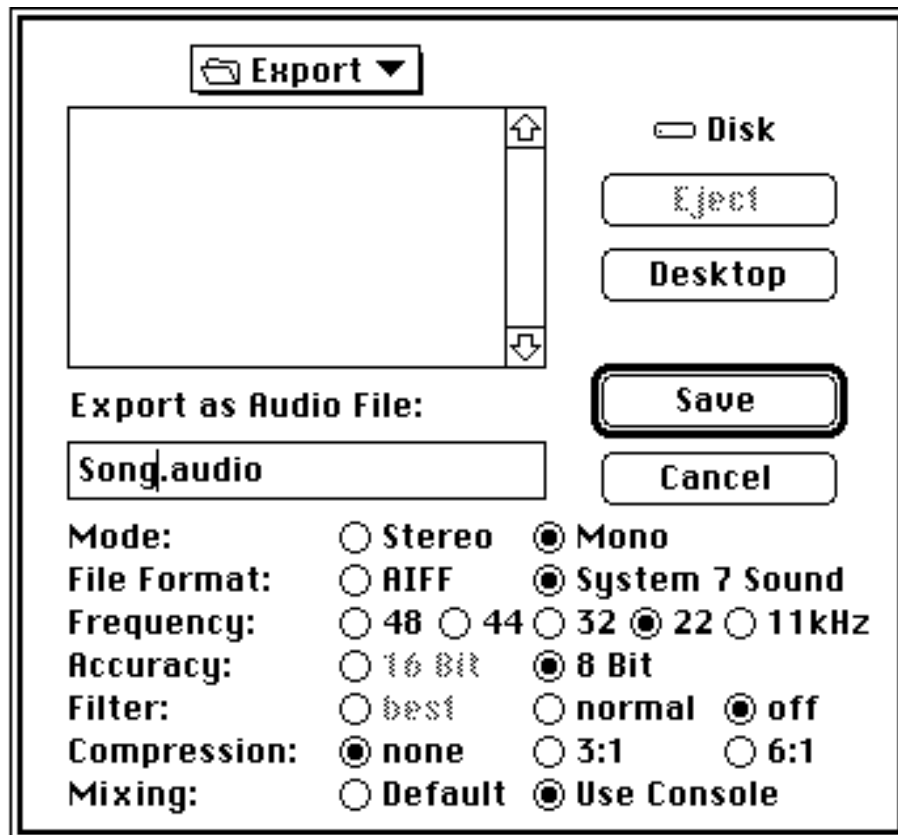 Export
Disk
Eject
Desktop
Export as Audio File:
Save
Song.audio
Cancel
Mode: Stereo Mono
File Format: AIFF System 7 Sound
Frequency: 48 44 32 22 11kHz
Accuracy: 16 Bit 8 Bit
Filter: best normal off
Compression: none 3:1 6:1
Mixing: Default Use Console